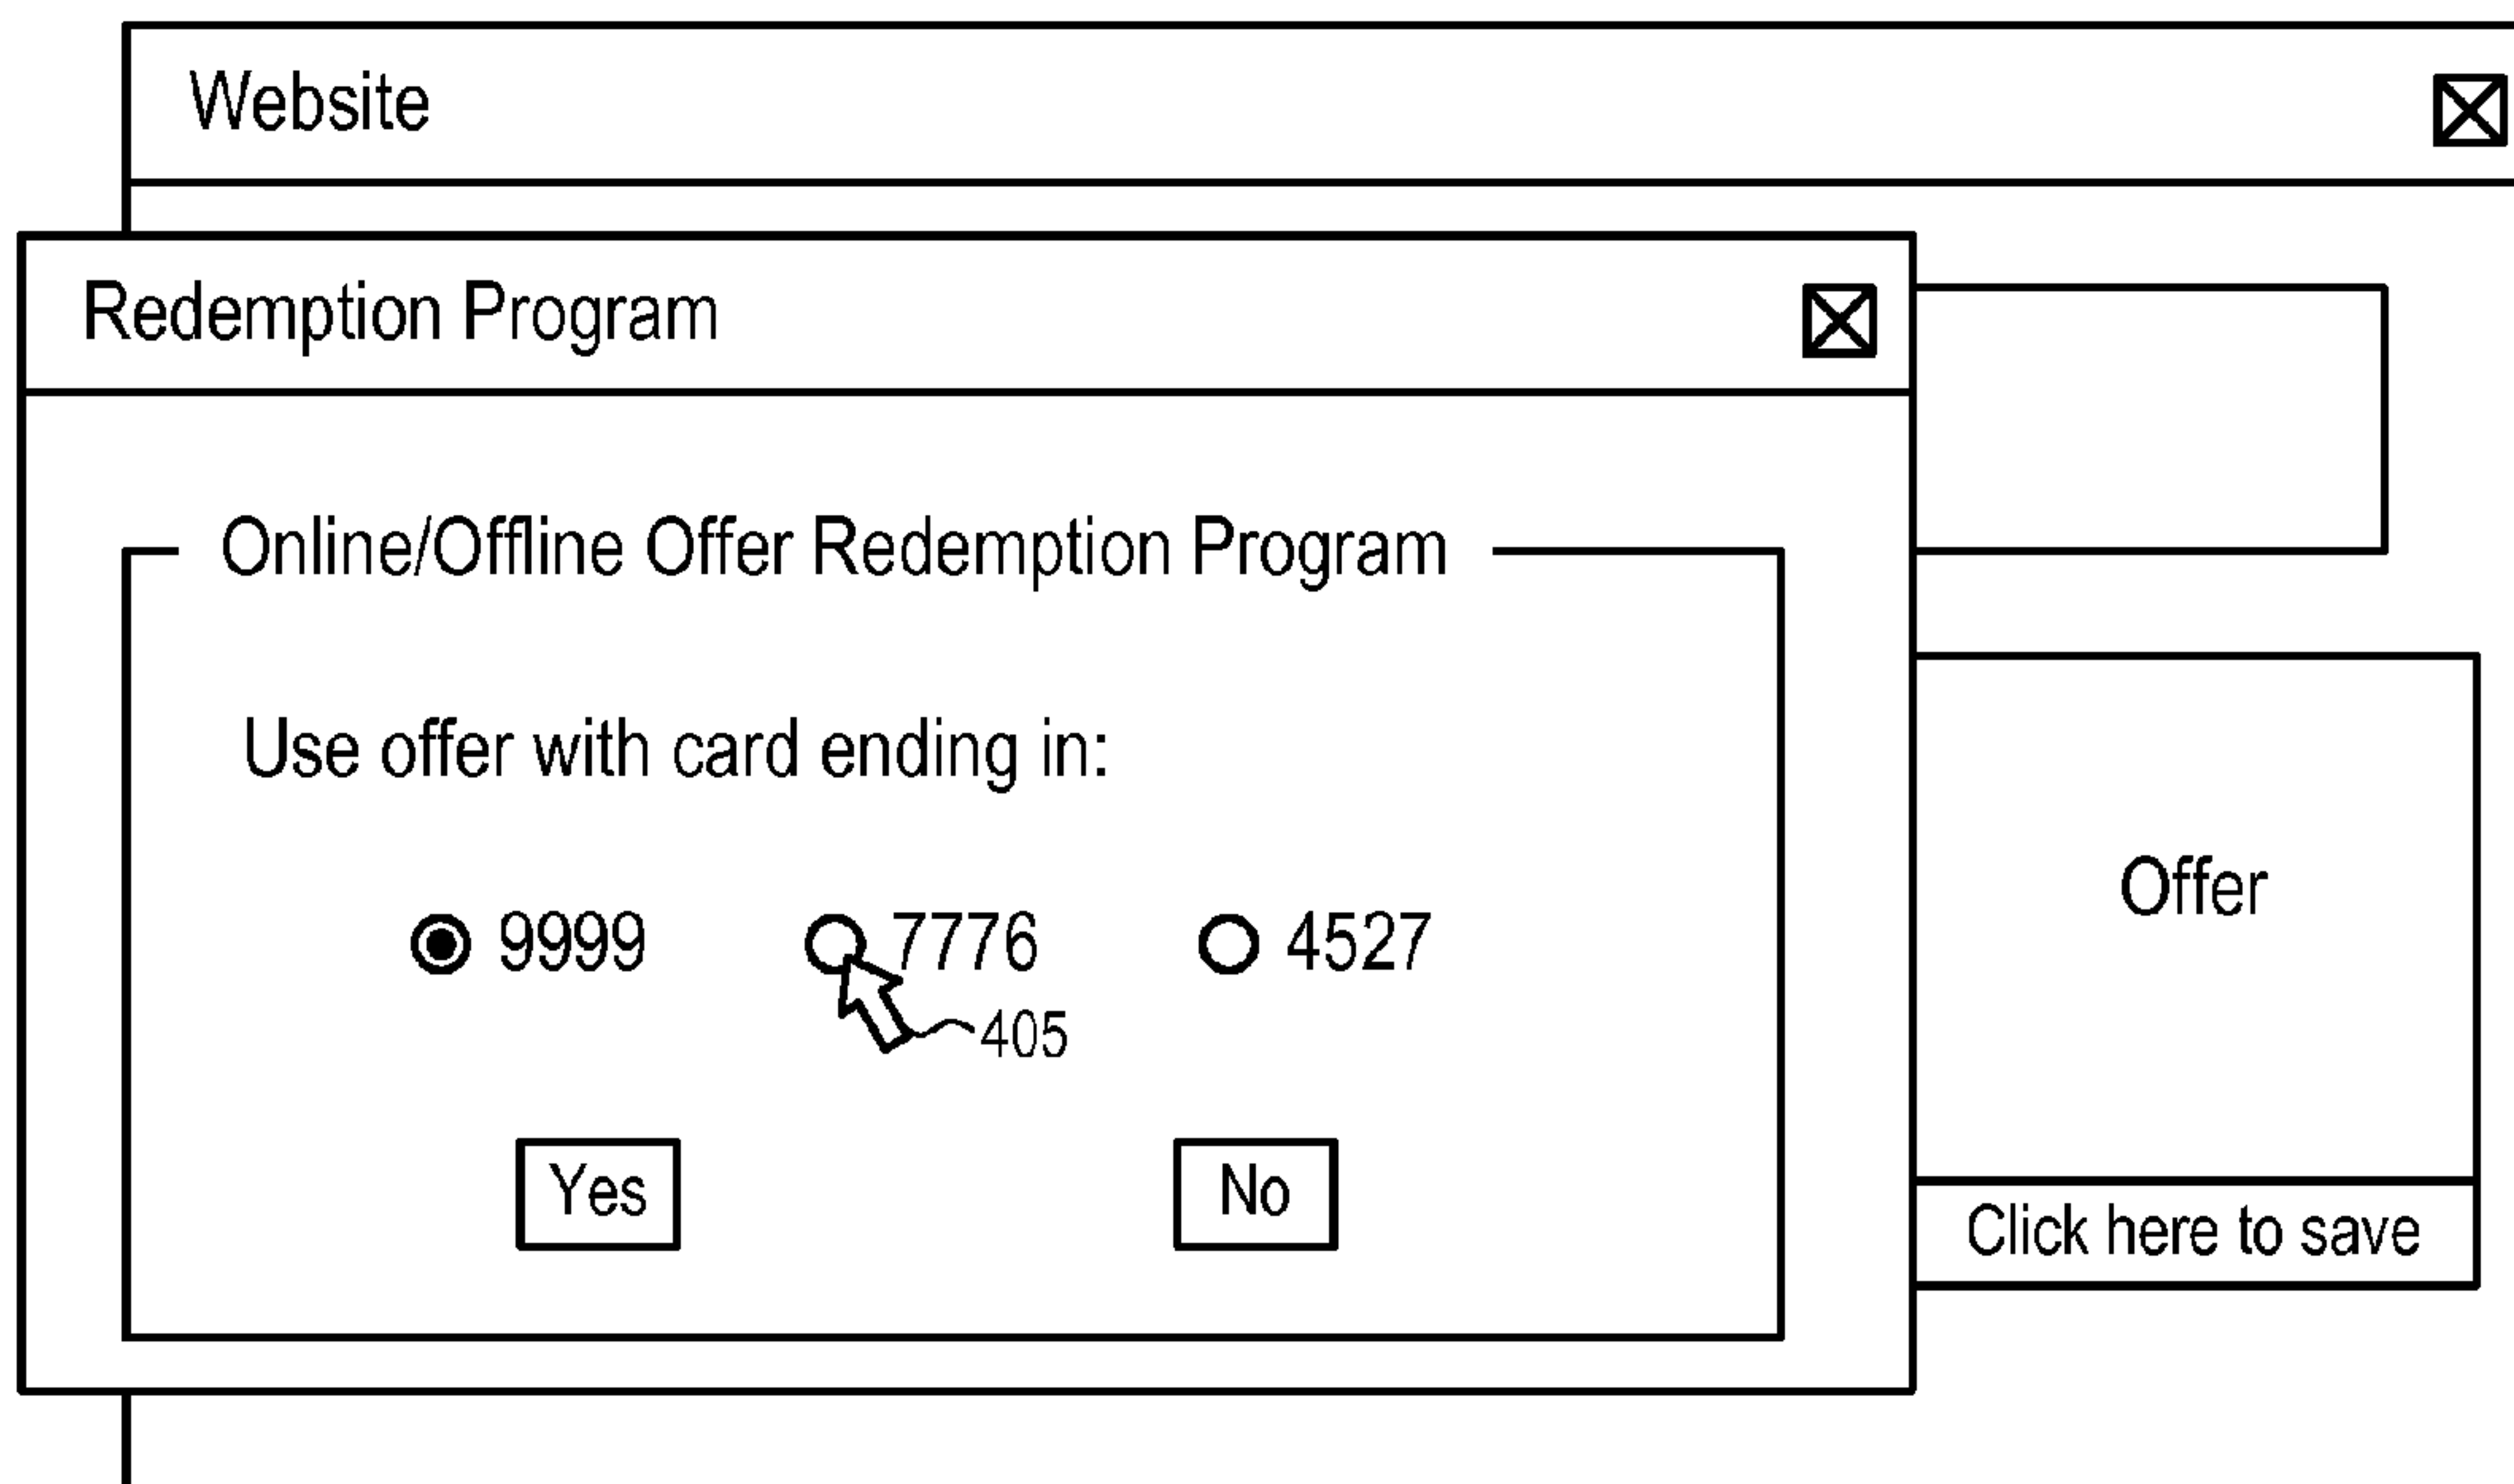 Website
Redemption Program
Online/Offline Offer Redemption Program
Use offer with card ending in:
9999 7776 4527
405
Yes No
Offer
Click here to save